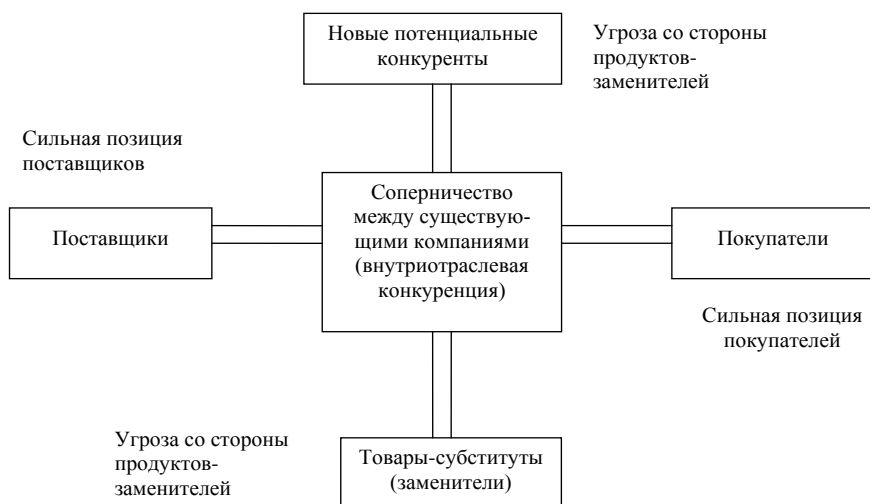 Новые потенциальные
конкуренты
Угроза со стороны
продуктов-
заменителей
Сильная позиция
поставщиков
Поставщики
Соперничество
между существую-
щими компаниями
(внутриотраслевая
конкуренция)
Покупатели
Сильная позиция
покупателей
Угроза со стороны
продуктов-
заменителей
Товары-субституты
(заменители)